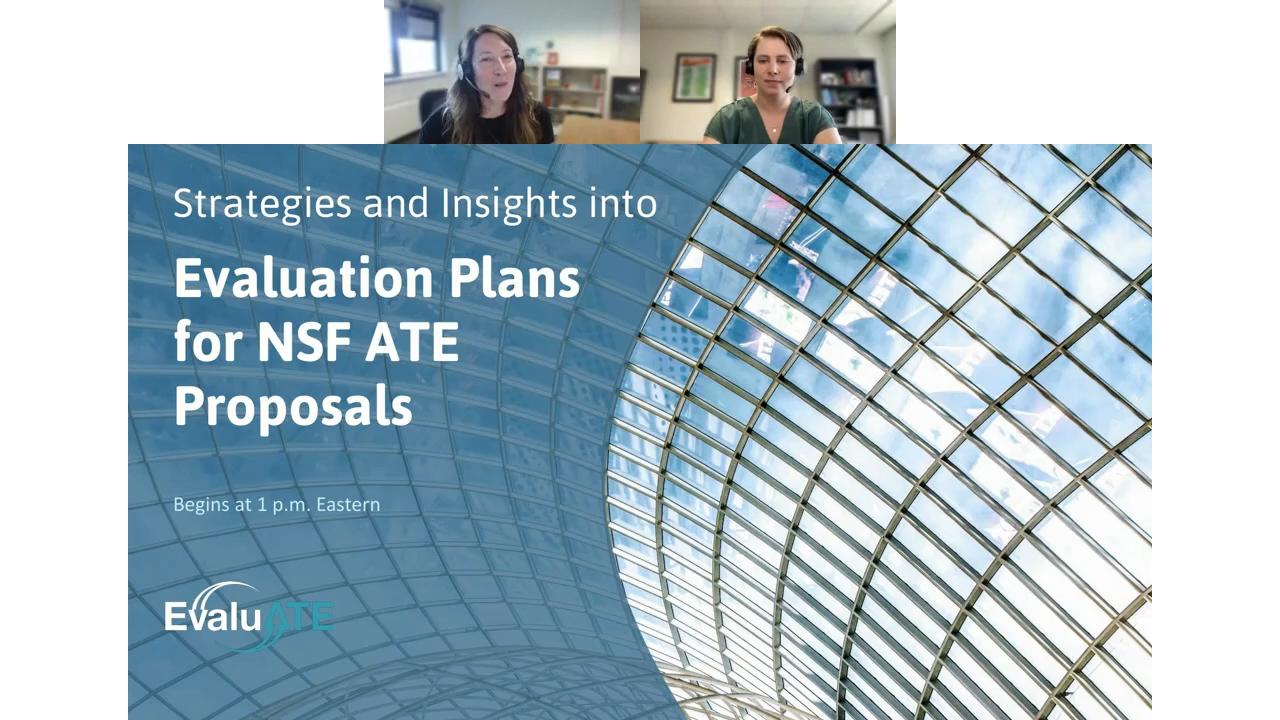 Strategies and Insights into
Evaluation Plans
for NSF ATE
Proposals
Begins at 1 p.m. Eastern
EvaluATE